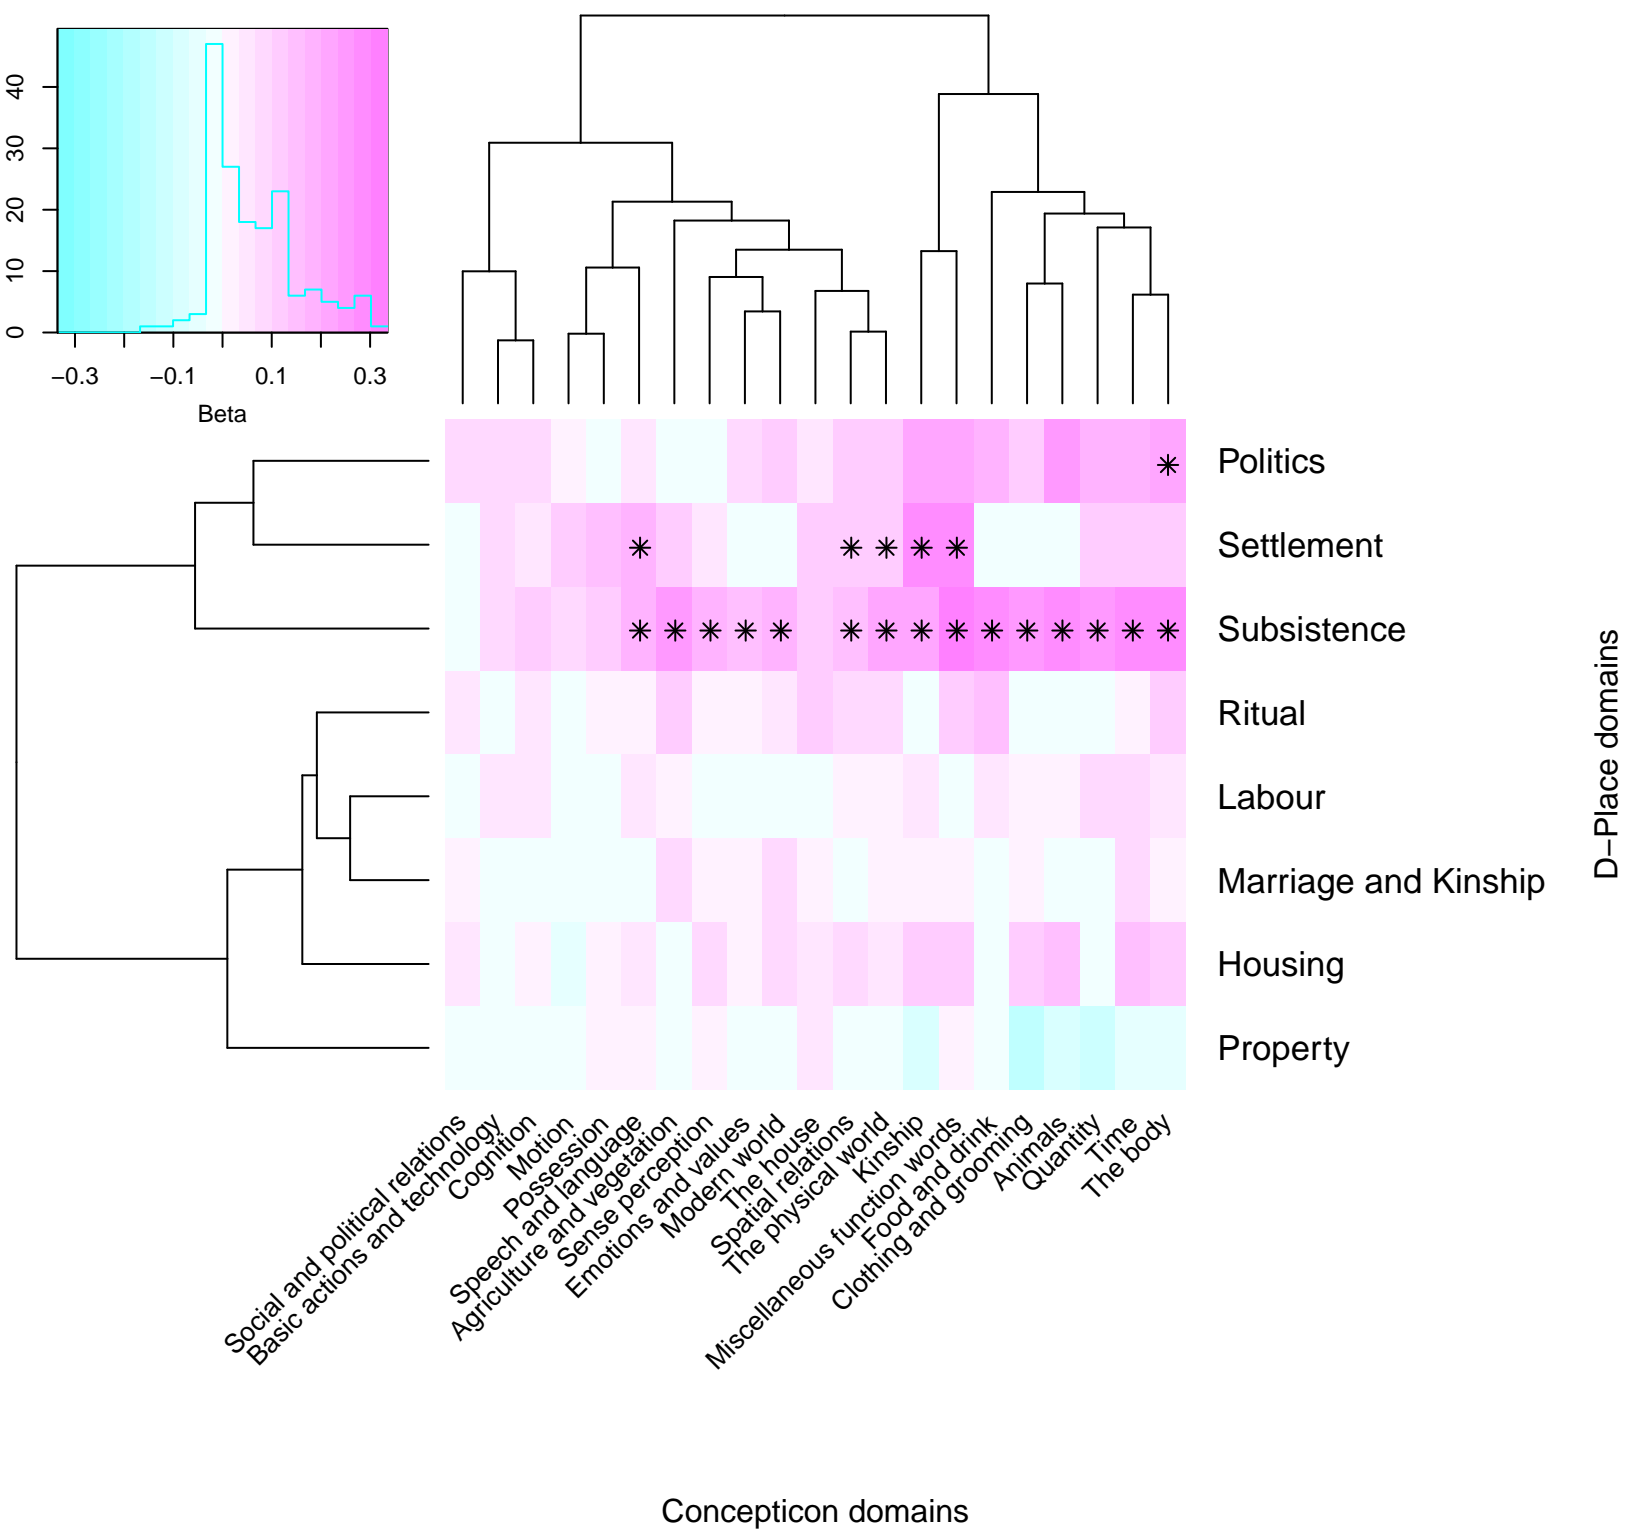 40
30
20
10
0
−0.3
−0.1
0.1
0.3
Beta
Politics
Settlement
Subsistence
Ritual
Labour
Marriage and Kinship
Housing
Property
D−Place domains
Social and political relations
Basic actions and technology
Cognition
Motion
Possession
Speech and language
Agriculture and vegetation
Sense perception
Emotions and values
Modern world
The house
Spatial relations
The physical world
Kinship
Miscellaneous function words
Food and drink
Clothing and grooming
Animals
Quantity
Time
The body
Concepticon domains